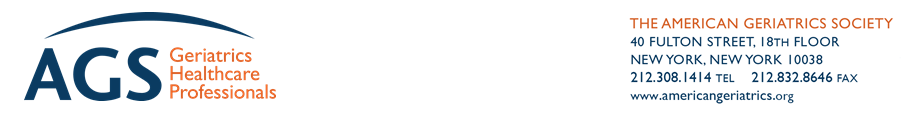 AGS
Geriatrics
Healthcare
Professionals
THE AMERICAN GERIATRICS SOCIETY
40 FULTON STREET, 18TH FLOOR
NEW YORK, NEW YORK 10038
212.308.1414 TEL 212.832.8646 FAX
www.americangeriatrics.org